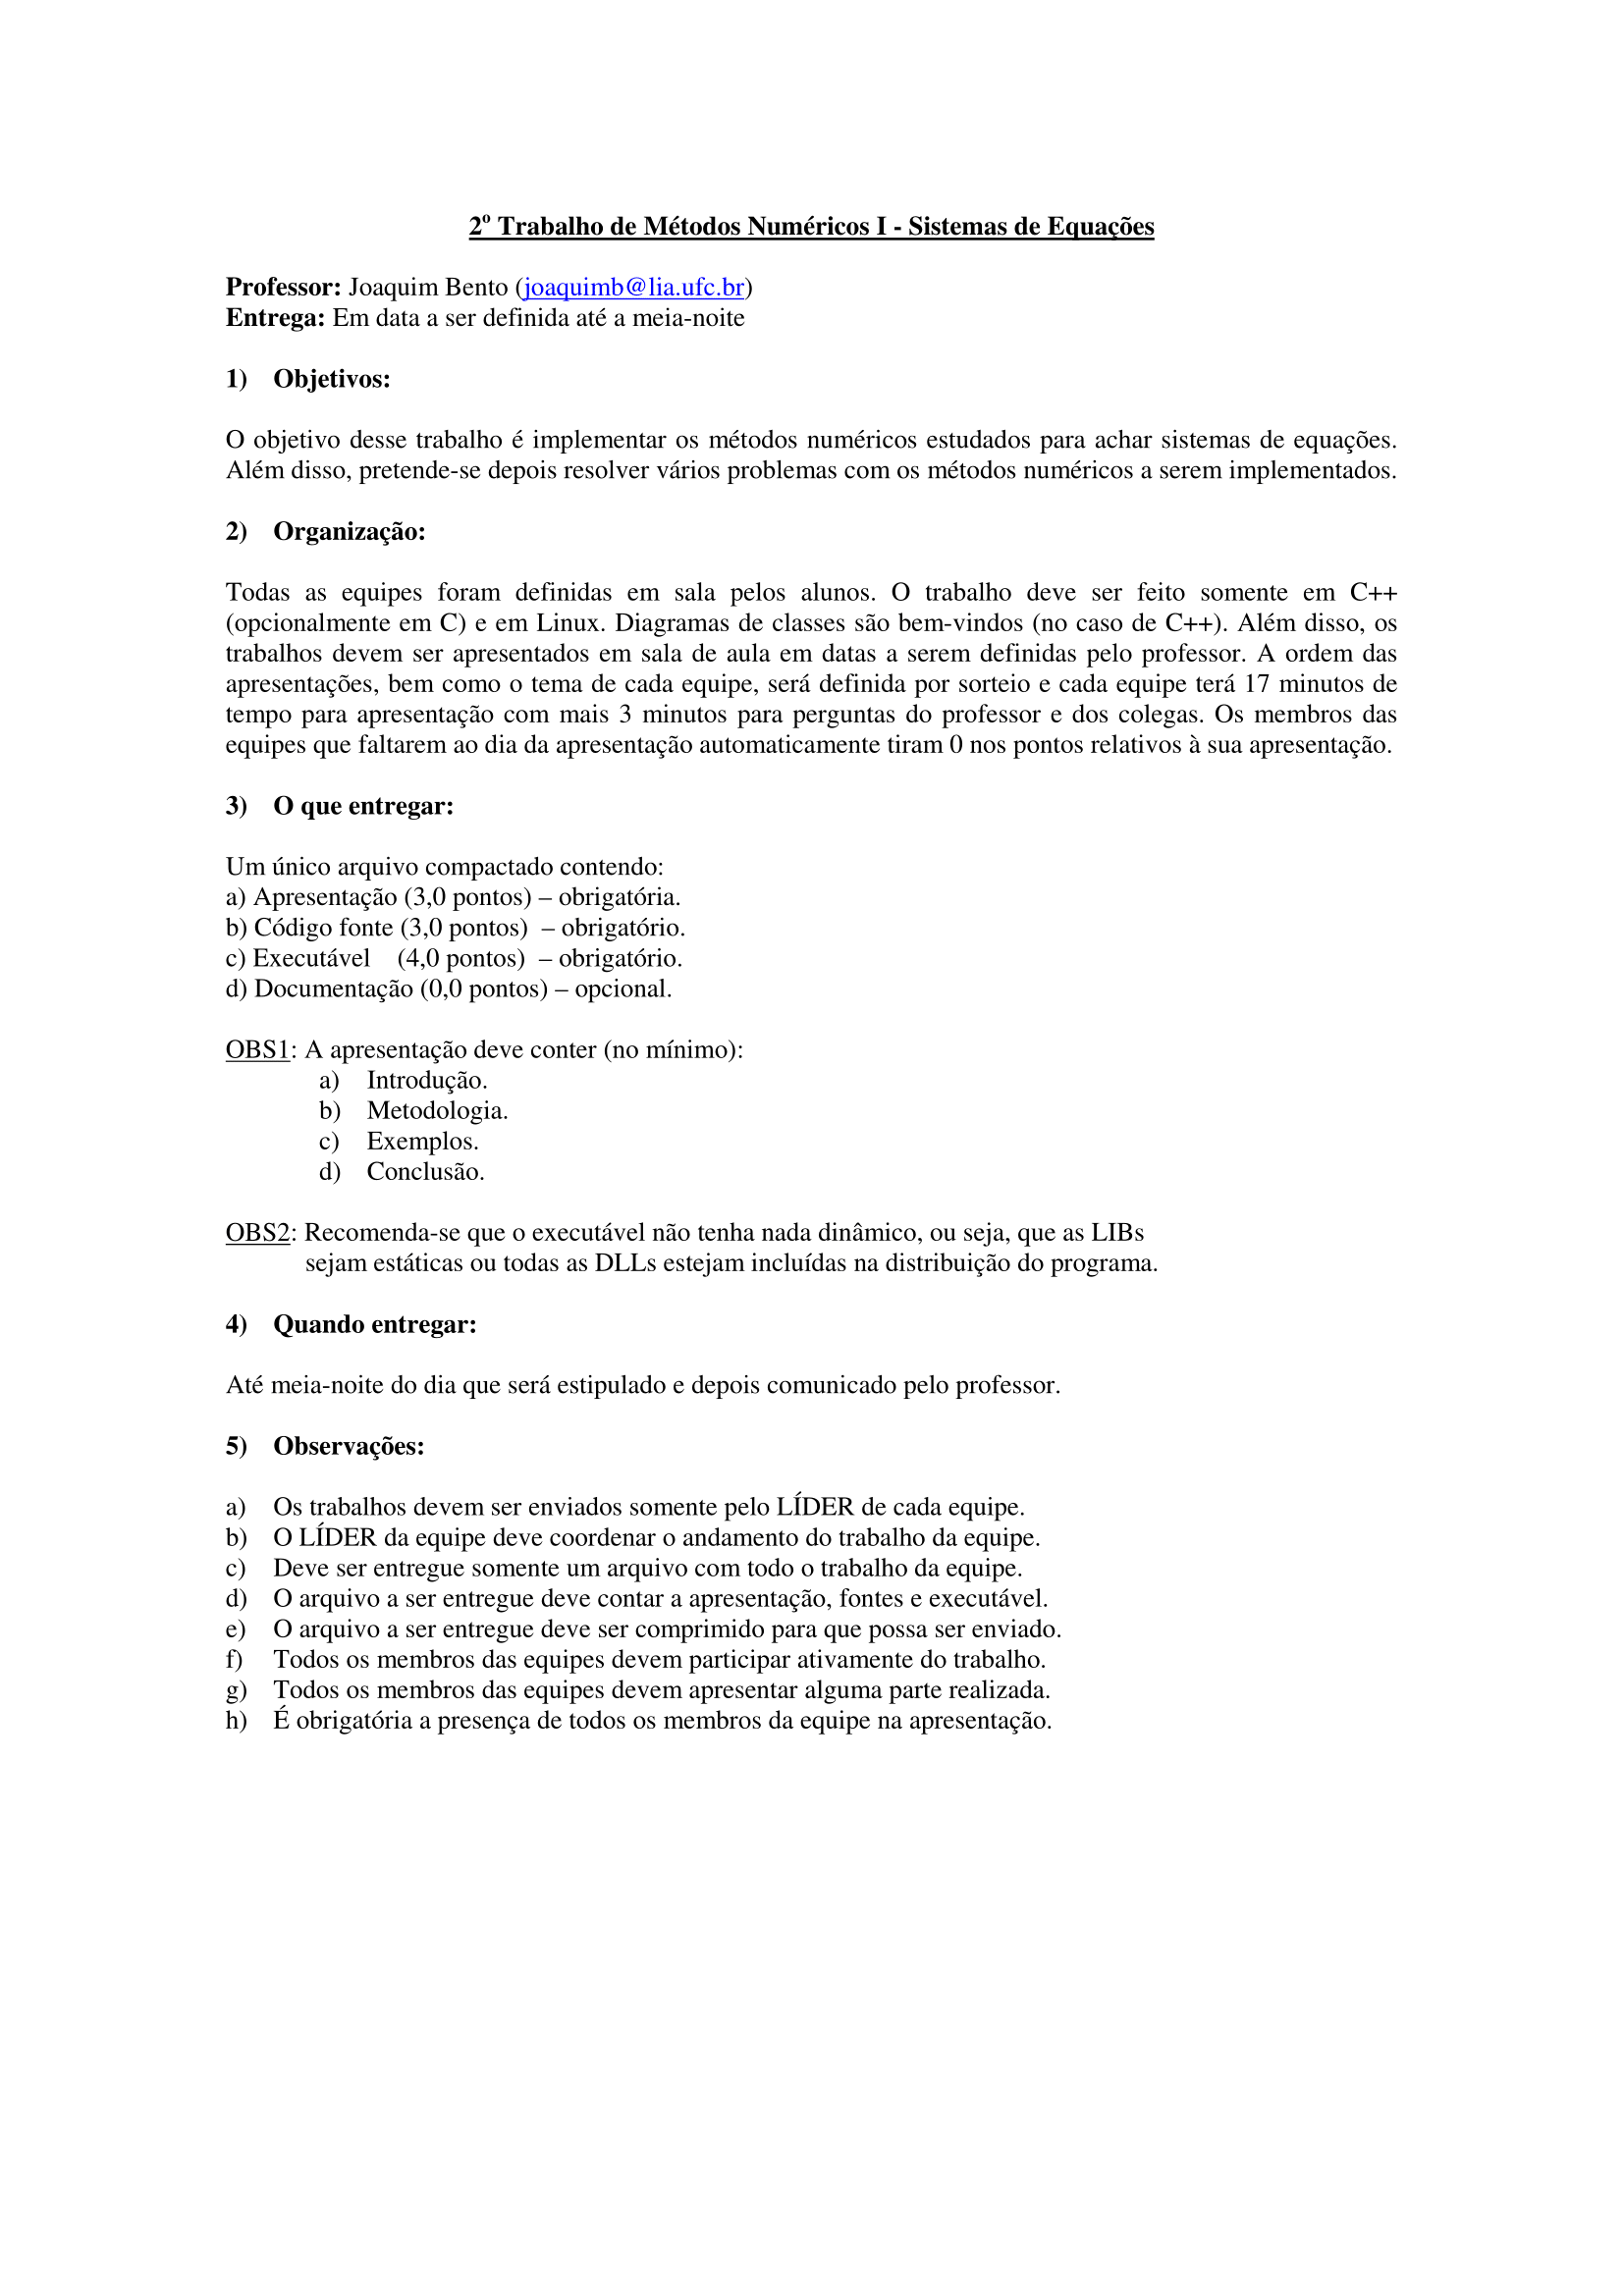 2º Trabalho de Métodos Numéricos I - Sistemas de Equações
Professor: Joaquim Bento (joaquimb@lia.ufc.br)
Entrega: Em data a ser definida até a meia-noite
1) Objetivos:
O objetivo desse trabalho é implementar os métodos numéricos estudados para achar sistemas de equações.
Além disso, pretende-se depois resolver vários problemas com os métodos numéricos a serem implementados.
2) Organização:
Todas as equipes foram definidas em sala pelos alunos. O trabalho deve ser feito somente em C++
(opcionalmente em C) e em Linux. Diagramas de classes são bem-vindos (no caso de C++). Além disso, os
trabalhos devem ser apresentados em sala de aula em datas a serem definidas pelo professor. A ordem das
apresentações, bem como o tema de cada equipe, será definida por sorteio e cada equipe terá 17 minutos de
tempo para apresentação com mais 3 minutos para perguntas do professor e dos colegas. Os membros das
equipes que faltarem ao dia da apresentação automaticamente tiram 0 nos pontos relativos à sua apresentação.
3) O que entregar:
Um único arquivo compactado contendo:
a) Apresentação (3,0 pontos) – obrigatória.
b) Código fonte (3,0 pontos) – obrigatório.
c) Executável (4,0 pontos) – obrigatório.
d) Documentação (0,0 pontos) – opcional.
OBS1: A apresentação deve conter (no mínimo):
a) Introdução.
b) Metodologia.
c) Exemplos.
d) Conclusão.
OBS2: Recomenda-se que o executável não tenha nada dinâmico, ou seja, que as LIBs
sejam estáticas ou todas as DLLs estejam incluídas na distribuição do programa.
4) Quando entregar:
Até meia-noite do dia que será estipulado e depois comunicado pelo professor.
5) Observações:
a) Os trabalhos devem ser enviados somente pelo LÍDER de cada equipe.
b) O LÍDER da equipe deve coordenar o andamento do trabalho da equipe.
c) Deve ser entregue somente um arquivo com todo o trabalho da equipe.
d) O arquivo a ser entregue deve contar a apresentação, fontes e executável.
e) O arquivo a ser entregue deve ser comprimido para que possa ser enviado.
f) Todos os membros das equipes devem participar ativamente do trabalho.
g) Todos os membros das equipes devem apresentar alguma parte realizada.
h) É obrigatória a presença de todos os membros da equipe na apresentação.